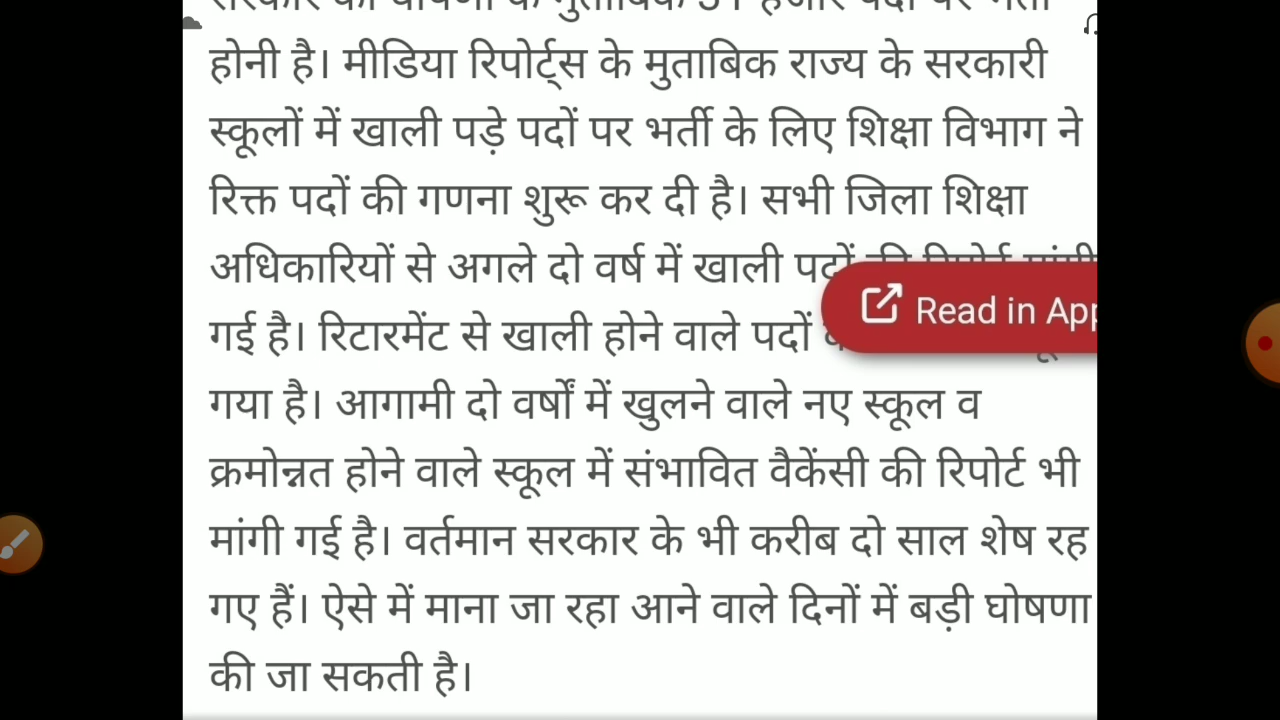 होनी है। मीडिया रिपोर्ट्स के मुताबिक राज्य के सरकारी
स्कूलों में खाली पड़े पदों पर भर्ती के लिए शिक्षा विभाग ने
रिक्त पदों की गणना शुरू कर दी है। सभी जिला शिक्षा
अधिकारियों से अगले दो वर्ष में खाली पदों
Read in App
गई है। रिटारमेंट से खाली होने वाले पदों
गया है। आगामी दो वर्षों में खुलने वाले नए स्कूल व
क्रमोन्नत होने वाले स्कूल में संभावित वैकेंसी की रिपोर्ट भी
मांगी गई है। वर्तमान सरकार के भी करीब दो साल शेष रह
गए हैं। ऐसे में माना जा रहा आने वाले दिनों में बड़ी घोषणा
की जा सकती है।